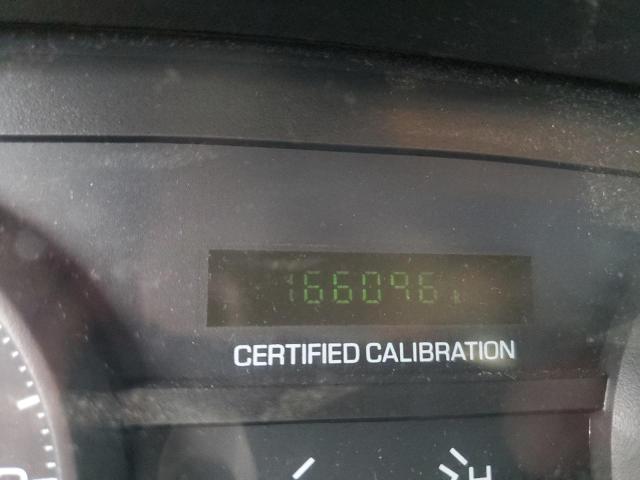 166096 k
CERTIFIED CALIBRATION
H